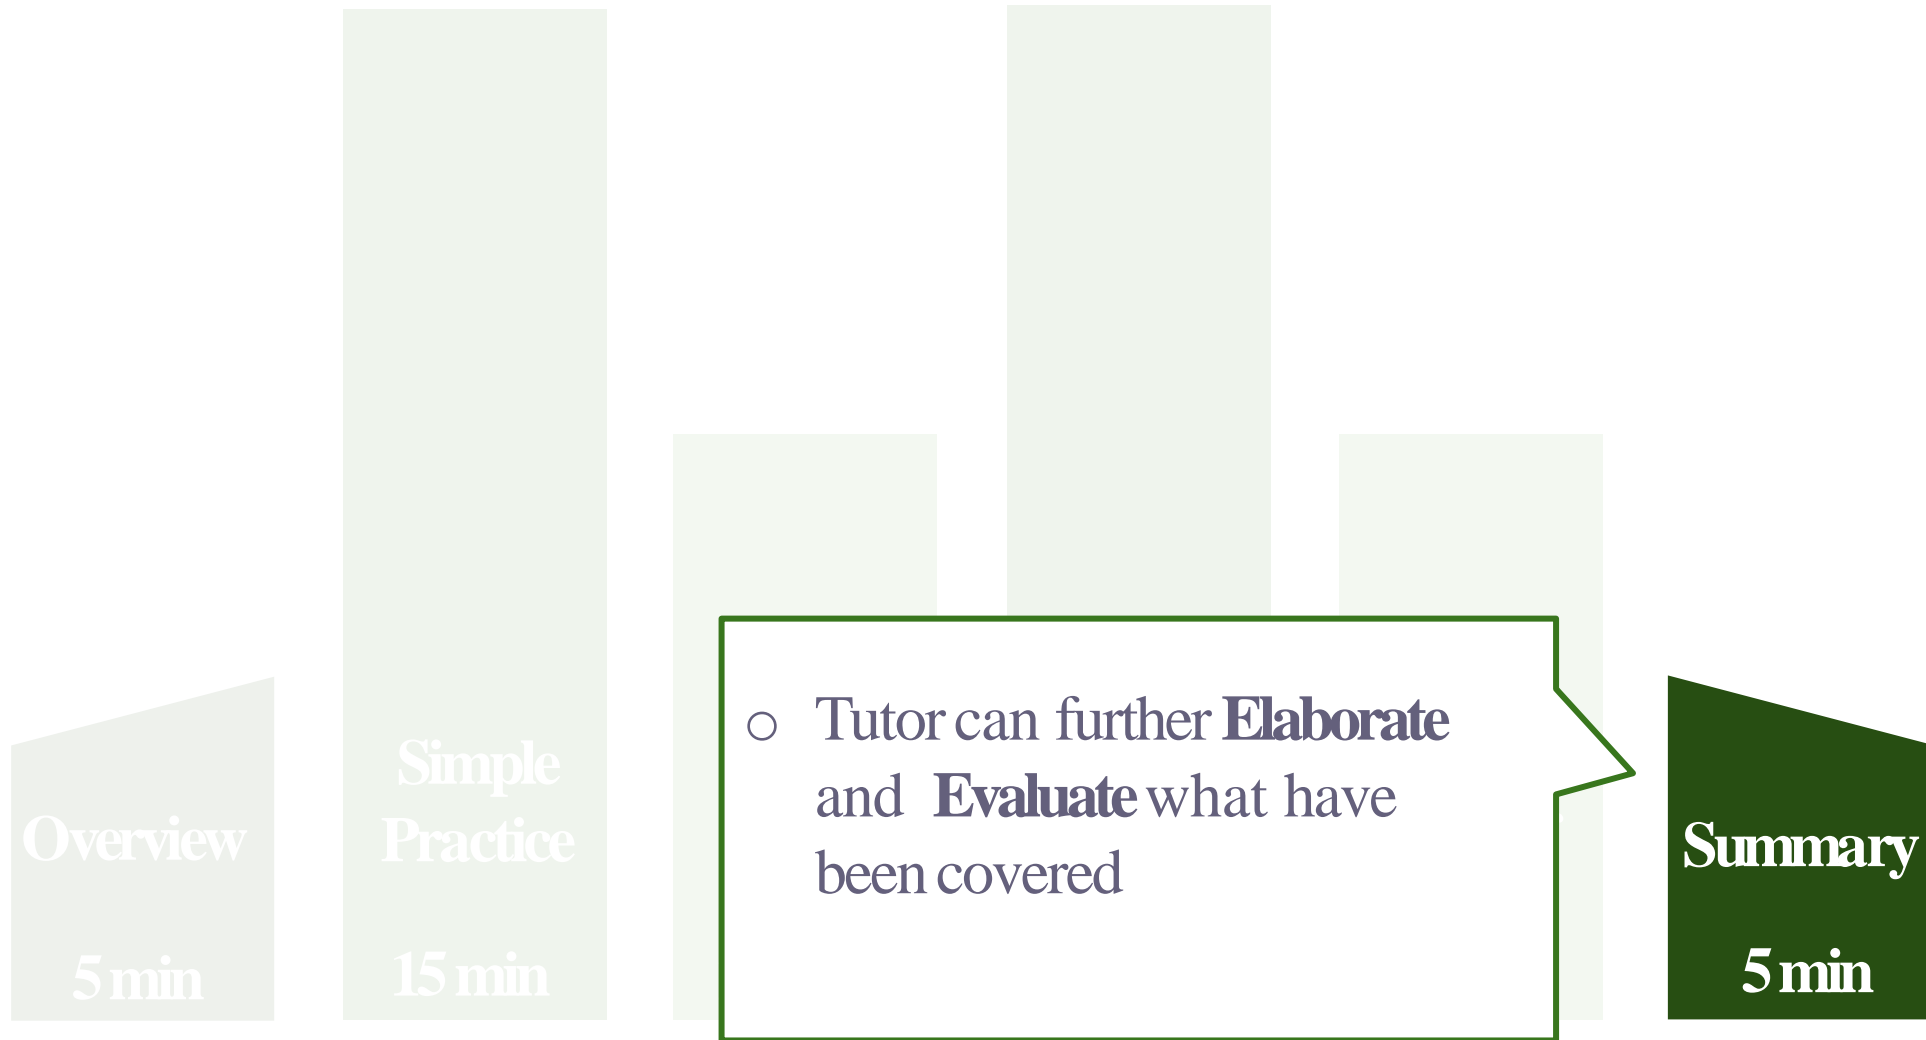 Overview
5 min
Simple
Practice
15 min
○ Tutor can further Elaborate
and Evaluate what have
been covered
Summary
5 min